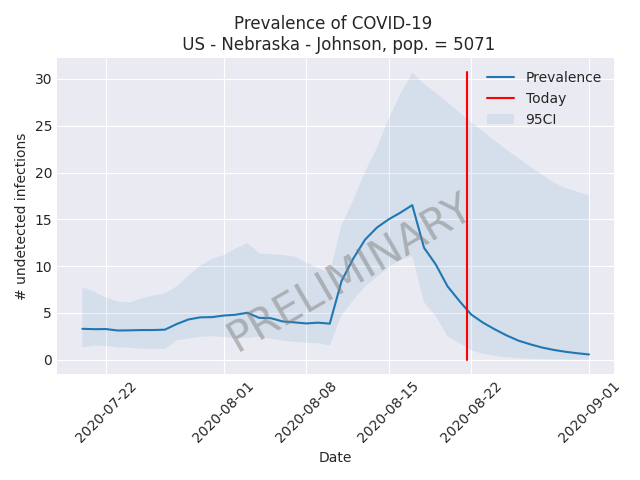 Prevalence of COVID-19
US - Nebraska - Johnson, pop. = 5071
Prevalence
Today
95CI
# undetected infections
30
25
20
15
10
5
0
PRELIMINARY
2020-07-22
2020-08-01
2020-08-08
2020-08-15
2020-08-22
2020-09-01
Date